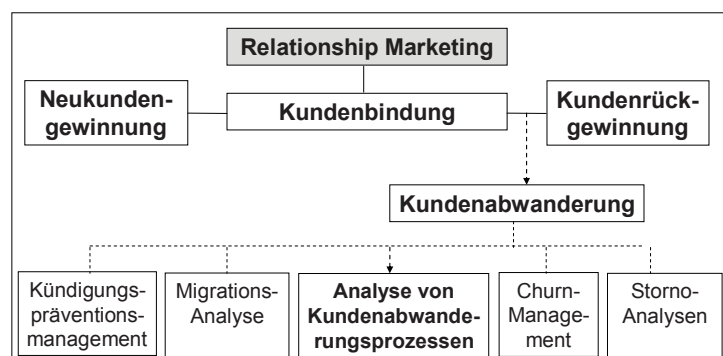 Relationship Marketing
Neukunden-
gewinnung
Kundenbindung
Kundenrück-
gewinnung
Kundenabwanderung
Kündigungs-
präventions-
management
Migrations-
Analyse
Analyse von
Kundenabwande-
rungsprozessen
Churn-
Manage-
ment
Storno-
Analysen